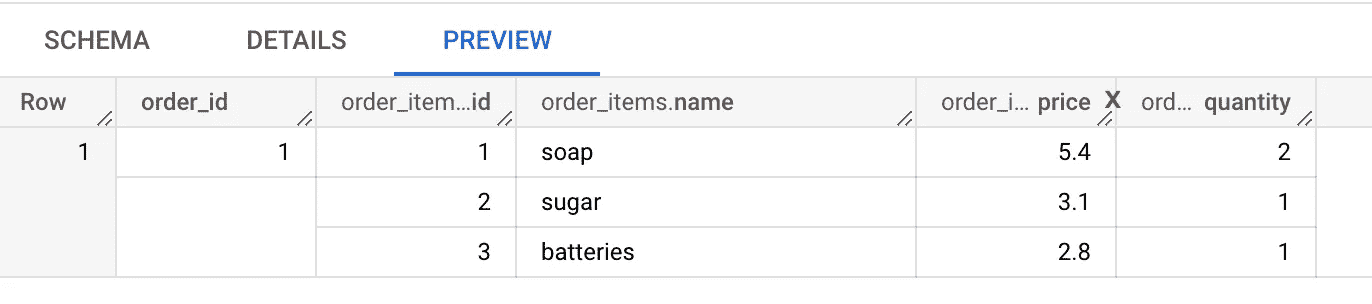 SCHEMA DETAILS PREVIEW
Row order_id order_item...id order_items.name order_i... price X ord... quantity
1 1 1 soap 5.4 2
2 sugar 3.1 1
3 batteries 2.8 1